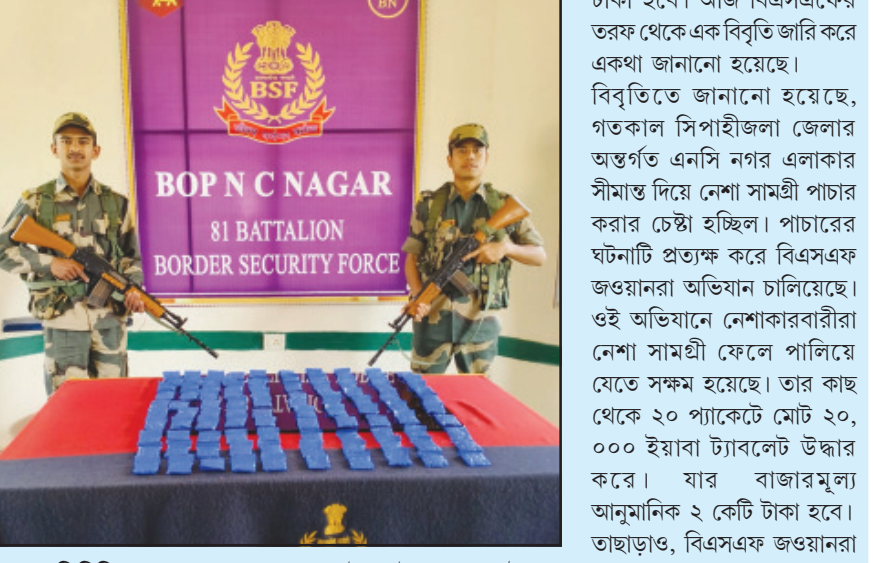 BN
BSF
BOP N C NAGAR
81 BATTALION
BORDER SECURITY FORCE
টাকা হবে। আজ বিএসএফের
তরফ থেকে এক বিবৃতি জারি করে
একথা জানানো হয়েছে।
বিবৃতিতে জানানো হয়েছে,
গতকাল সিপাহীজলা জেলার
অন্তর্গত এনসি নগর এলাকার
সীমান্ত দিয়ে নেশা সামগ্রী পাচার
করার চেষ্টা হচ্ছিল। পাচারের
ঘটনাটি প্রত্যক্ষ করে বিএসএফ
জওয়ানরা অভিযান চালিয়েছে।
ওই অভিযানে নেশাকারবারীরা
নেশা সামগ্রী ফেলে পালিয়ে
যেতে সক্ষম হয়েছে। তার কাছ
থেকে ২০ প্যাকেটে মোট ২০,
০০০ ইয়াবা ট্যাবলেট উদ্ধার
করে। যার বাজারমূল্য
আনুমানিক ২ কেটি টাকা হবে।
তাছাড়াও, বিএসএফ জওয়ানরা